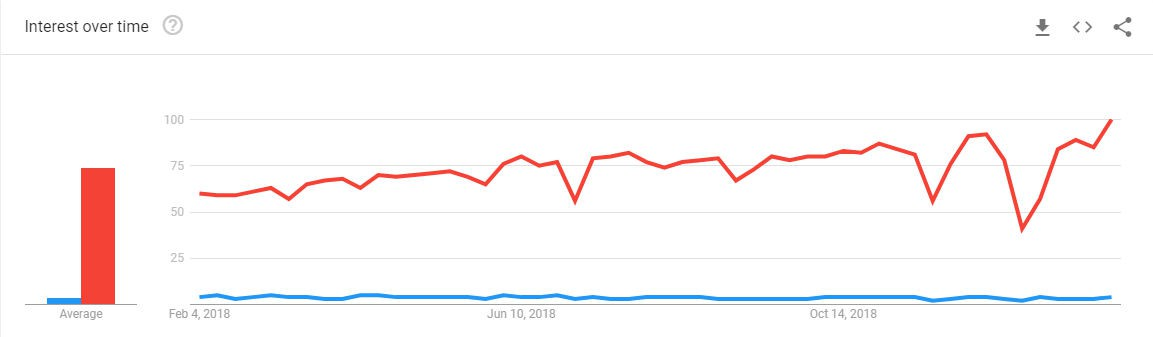 Interest over time ?
100
75
50
25
Average
Feb 4, 2018 Jun 10, 2018 Oct 14, 2018